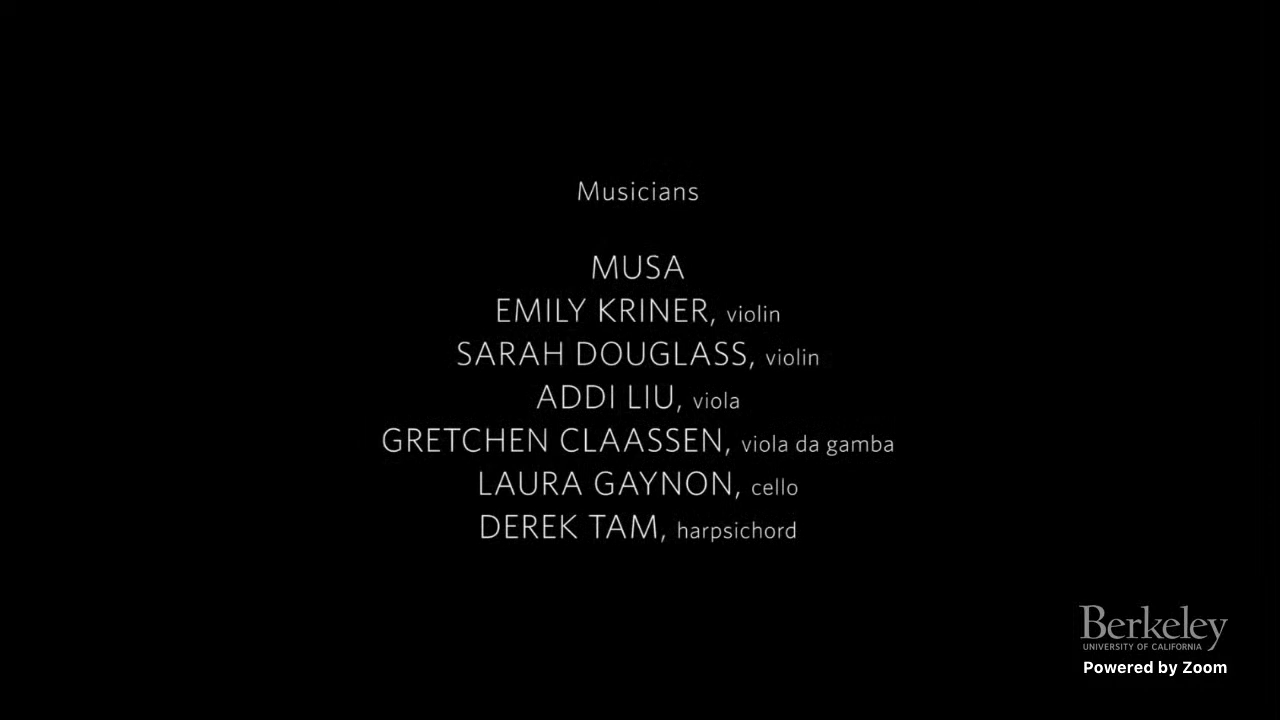 Musicians
MUSA
EMILY KRINER, violin
SARAH DOUGLASS, violin
ADDI LIU, viola
GRETCHEN CLAASSEN, viola da gamba
LAURA GAYNON, cello
DEREK TAM, harpsichord
Berkeley
UNIVERSITY OF CALIFORNIA
Powered by Zoom